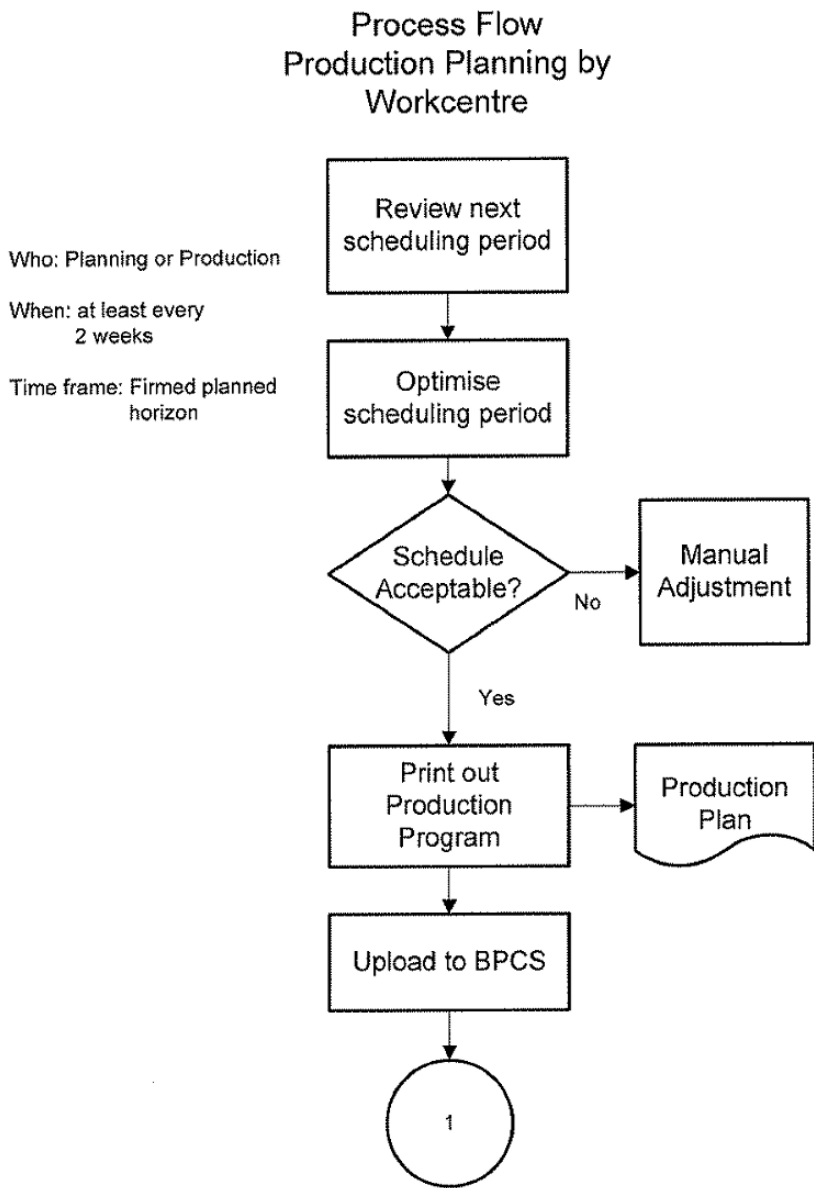 Process Flow
Production Planning by
Workcentre
Review next
scheduling period
Who: Planning or Production
When: at least every
2 weeks
Time frame: Firmed planned
horizon
Optimise
scheduling period
Schedule
Acceptable?
No
Manual
Adjustment
Yes
Print out
Production
Program
Production
Plan
Upload to BPCS
1